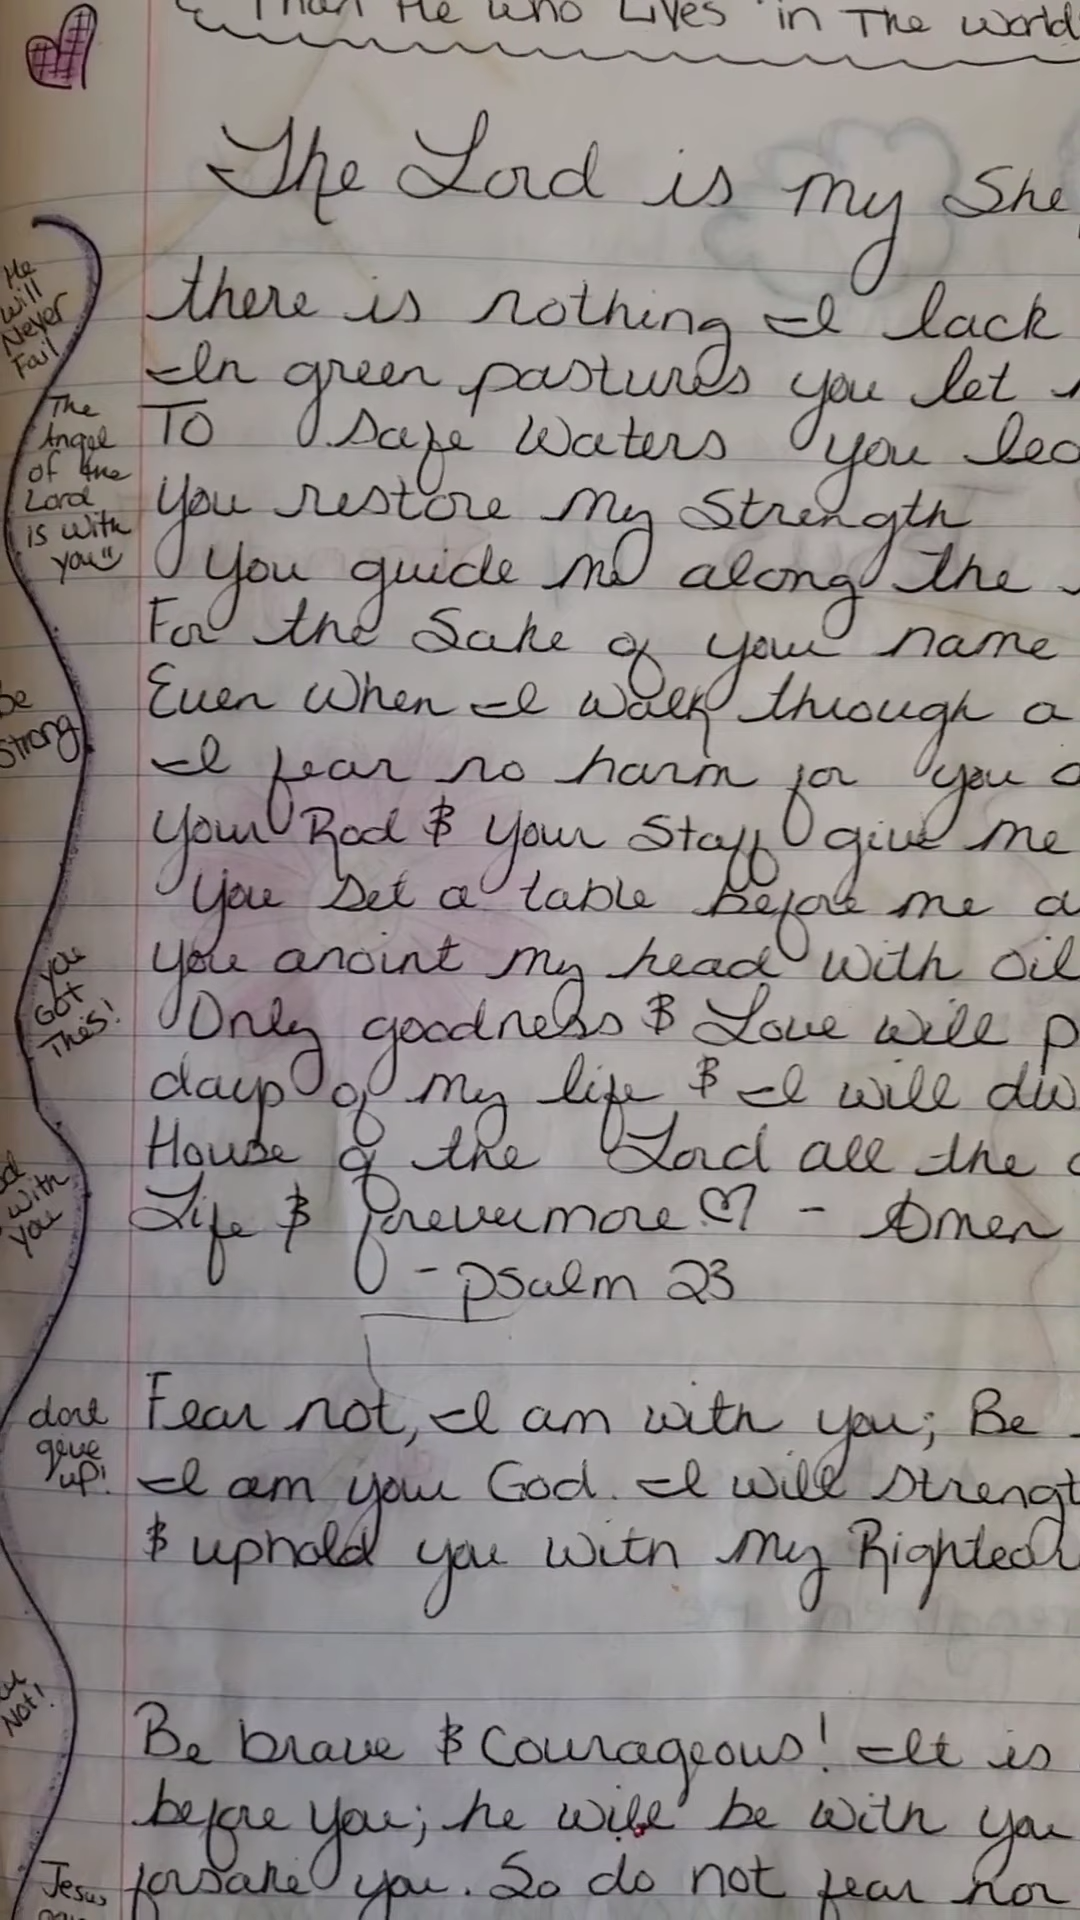 Than He who Lives in The World
The Lord is my She
there is nothing I lack
In green pastures you let
To safe Waters you lea
you restore my Strength
you guide me along the
For the Sake of your name
Even When I walk through a
I fear no harm for you a
your Rod & your Staff give me
you set a table before me a
you anoint my head with oil
Only goodness & Love will p
days of my life & I will dw
House of the Lord all the d
Life & forevermore ♡ - Amen
- Psalm 23
Fear not, I am with you; Be
I am your God. I will strengt
& uphold you with my Righteou
Be brave & Courageous! It is
before you; he will be with you
forsake you. So do not fear nor
He
Will
Never
Fail
The
Angel
of the
Lord
is with
you
Be
Strong
you
GOT
This!
with
you
dont
give
up!
Not!
Jesus